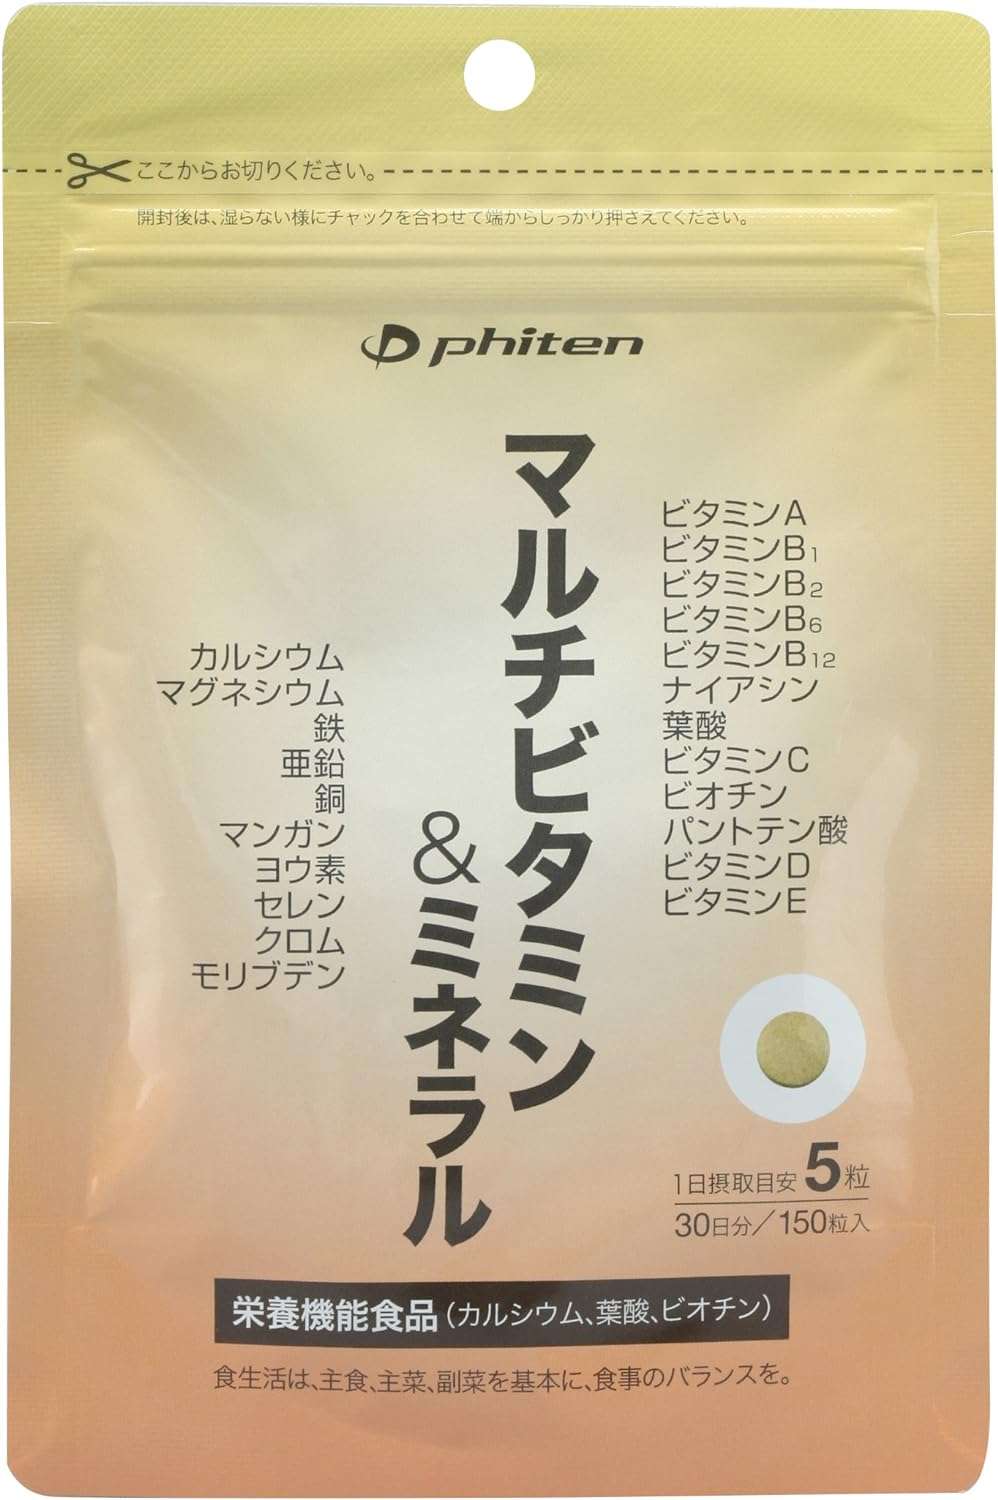 ここからお切りください。
開封後は、湿らない様にチャックを合わせて端からしっかり押さえてください。
phiten
マルチビタミン
&ミネラル
ビタミンA
ビタミンB1
ビタミンB2
ビタミンB6
ビタミンB12
ナイアシン
葉酸
ビタミンC
ビオチン
パントテン酸
ビタミンD
ビタミンE
カルシウム
マグネシウム
鉄
亜鉛
銅
マンガン
ヨウ素
セレン
クロム
モリブデン
1日摂取目安 5粒
30日分/150粒入
栄養機能食品(カルシウム、葉酸、ビオチン)
食生活は、主食、主菜、副菜を基本に、食事のバランスを。